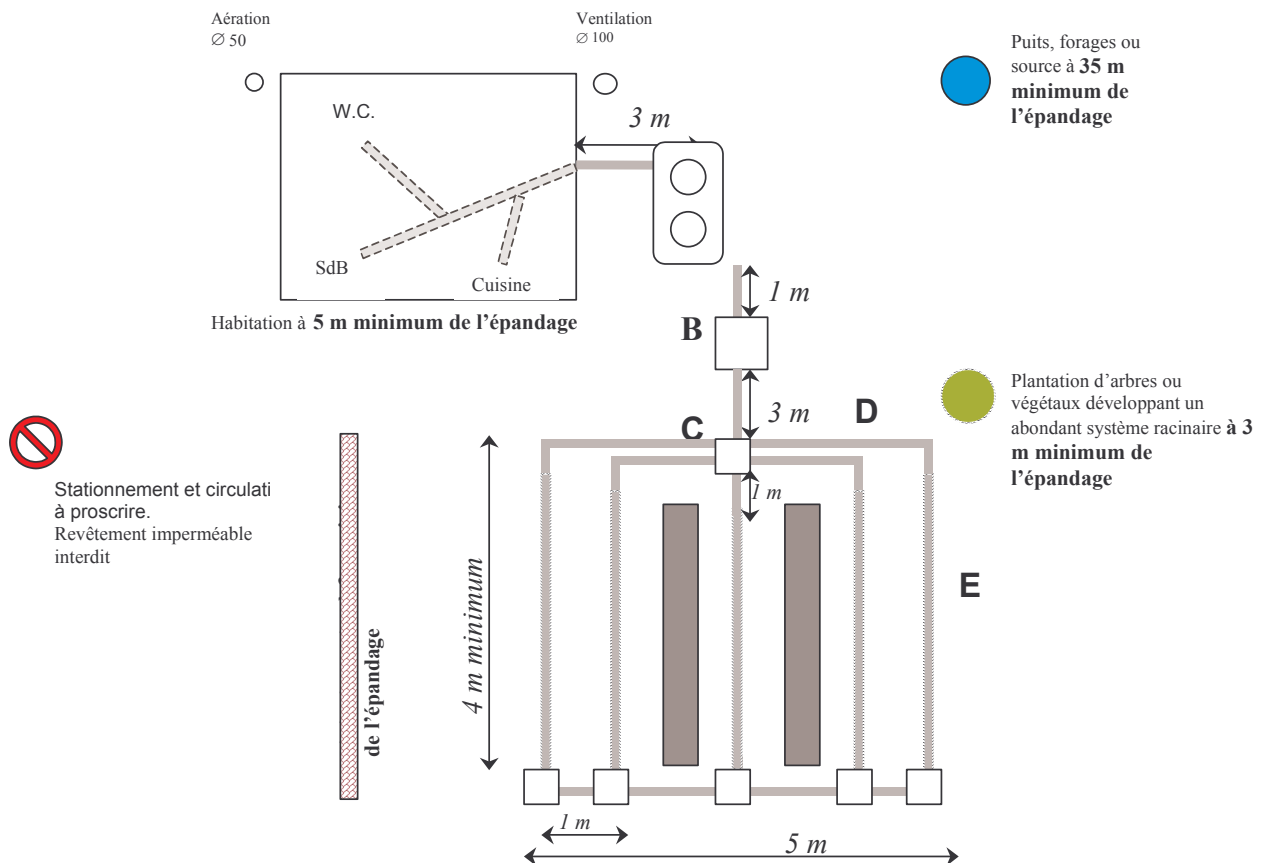 Aération
∅ 50
Ventilation
∅ 100
Puits, forages ou
source à 35 m
minimum de
l'épandage
W.C.
3 m
SdB
Cuisine
1 m
Habitation à 5 m minimum de l'épandage
B
3 m
D
C
Plantation d'arbres ou
végétaux développant un
abondant système racinaire à 3
m minimum de
l'épandage
1 m
Stationnement et circulati
à proscrire.
Revêtement imperméable
interdit
E
4 m minimum
de l'épandage
1 m
5 m